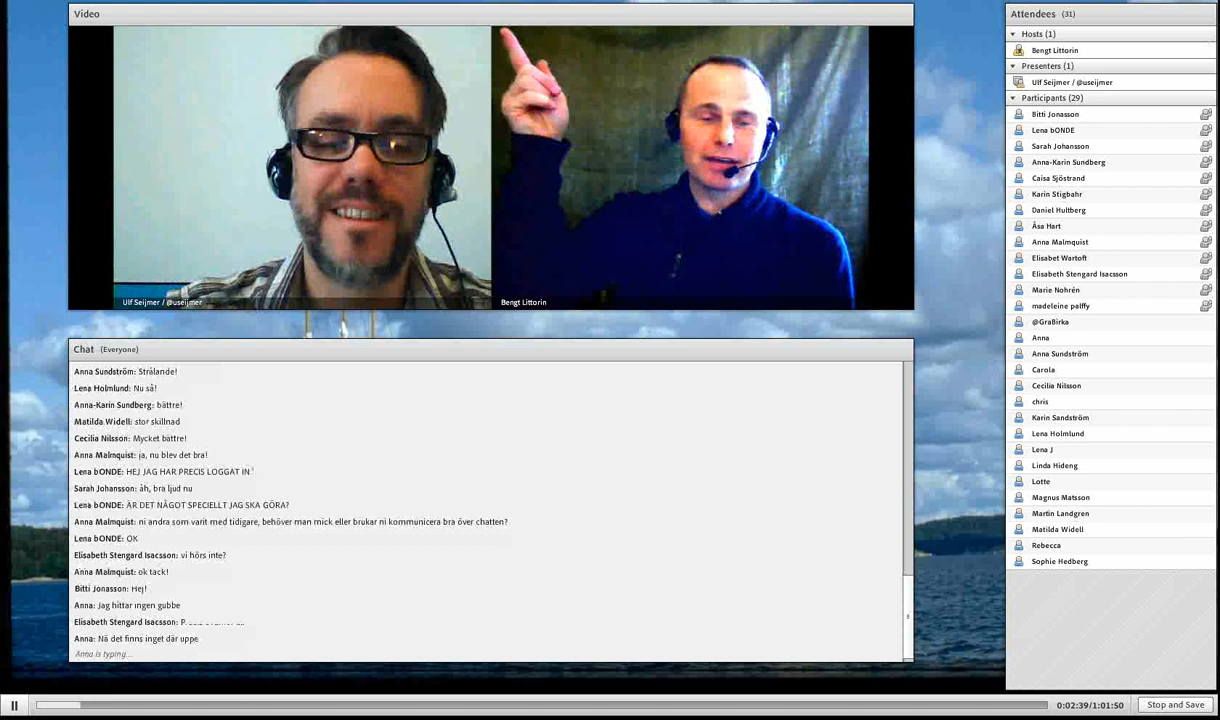 Video
Ulf Seijmer / @useijmer
Bengt Littorin
Chat (Everyone)
Anna Sundström: Strålande!
Lena Holmlund: Nu så!
Anna-Karin Sundberg: bättre!
Matilda Widell: stor skillnad
Cecilia Nilsson: Mycket bättre!
Anna Malmquist: ja, nu blev det bra!
Lena bONDE: HEJ JAG HAR PRECIS LOGGAT IN'
Sarah Johansson: åh, bra ljud nu
Lena bONDE: ÄR DET NÅGOT SPECIELLT JAG SKA GÖRA?
Anna Malmquist: ni andra som varit med tidigare, behöver man mick eller brukar ni kommunicera bra över chatten?
Lena bONDE: OK
Elisabeth Stengard Isacsson: vi hörs inte?
Anna Malmquist: ok tack!
Bitti Jonasson: Hej!
Anna: Jag hittar ingen gubbe
Elisabeth Stengard Isacsson:
Anna: Nä det finns inget där uppe
Anna is typing...
Attendees (31)
Hosts (1)
Bengt Littorin
Presenters (1)
Ulf Seijmer / @useijmer
Participants (29)
Bitti Jonasson
Lena bONDE
Sarah Johansson
Anna-Karin Sundberg
Caisa Sjöstrand
Karin Stigbahr
Daniel Hultberg
Åsa Hart
Anna Malmquist
Elisabet Wartoft
Elisabeth Stengard Isacsson
Marie Nohrén
madeleine palffy
@GraBirka
Anna
Anna Sundström
Carola
Cecilia Nilsson
chris
Karin Sandström
Lena Holmlund
Lena J
Linda Hideng
Lotte
Magnus Matsson
Martin Landgren
Matilda Widell
Rebecca
Sophie Hedberg
0:02:39/1:01:50
Stop and Save